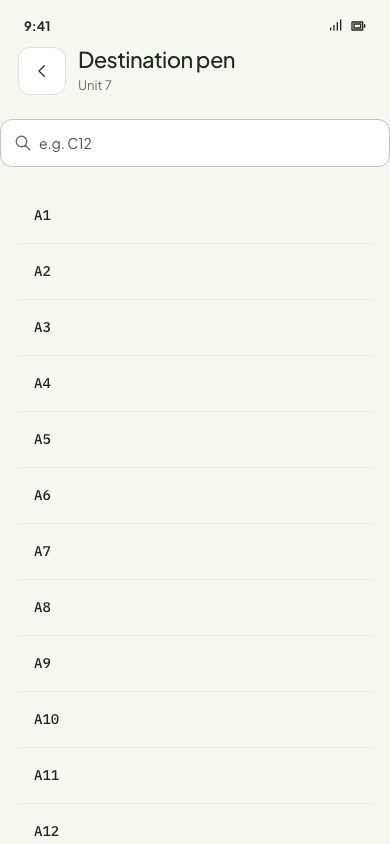 9:41
Destination pen
Unit 7
e.g. C12
A1
A2
A3
A4
A5
A6
A7
A8
A9
A10
A11
A12